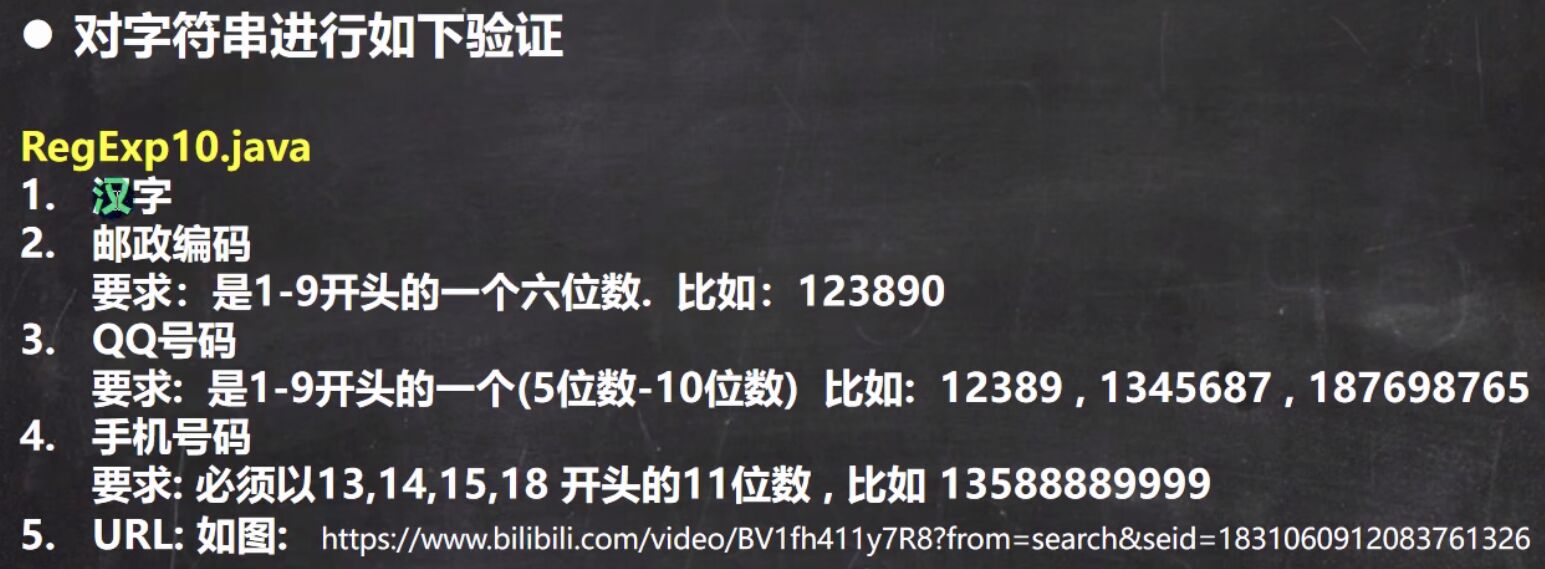 ● 对字符串进行如下验证
RegExp10.java
1. 汉字
2. 邮政编码
要求：是1-9开头的一个六位数. 比如：123890
3. QQ号码
要求: 是1-9开头的一个(5位数-10位数) 比如: 12389 , 1345687 , 187698765
4. 手机号码
要求: 必须以13,14,15,18 开头的11位数 , 比如 13588889999
5. URL: 如图: https://www.bilibili.com/video/BV1fh411y7R8?from=search&seid=1831060912083761326